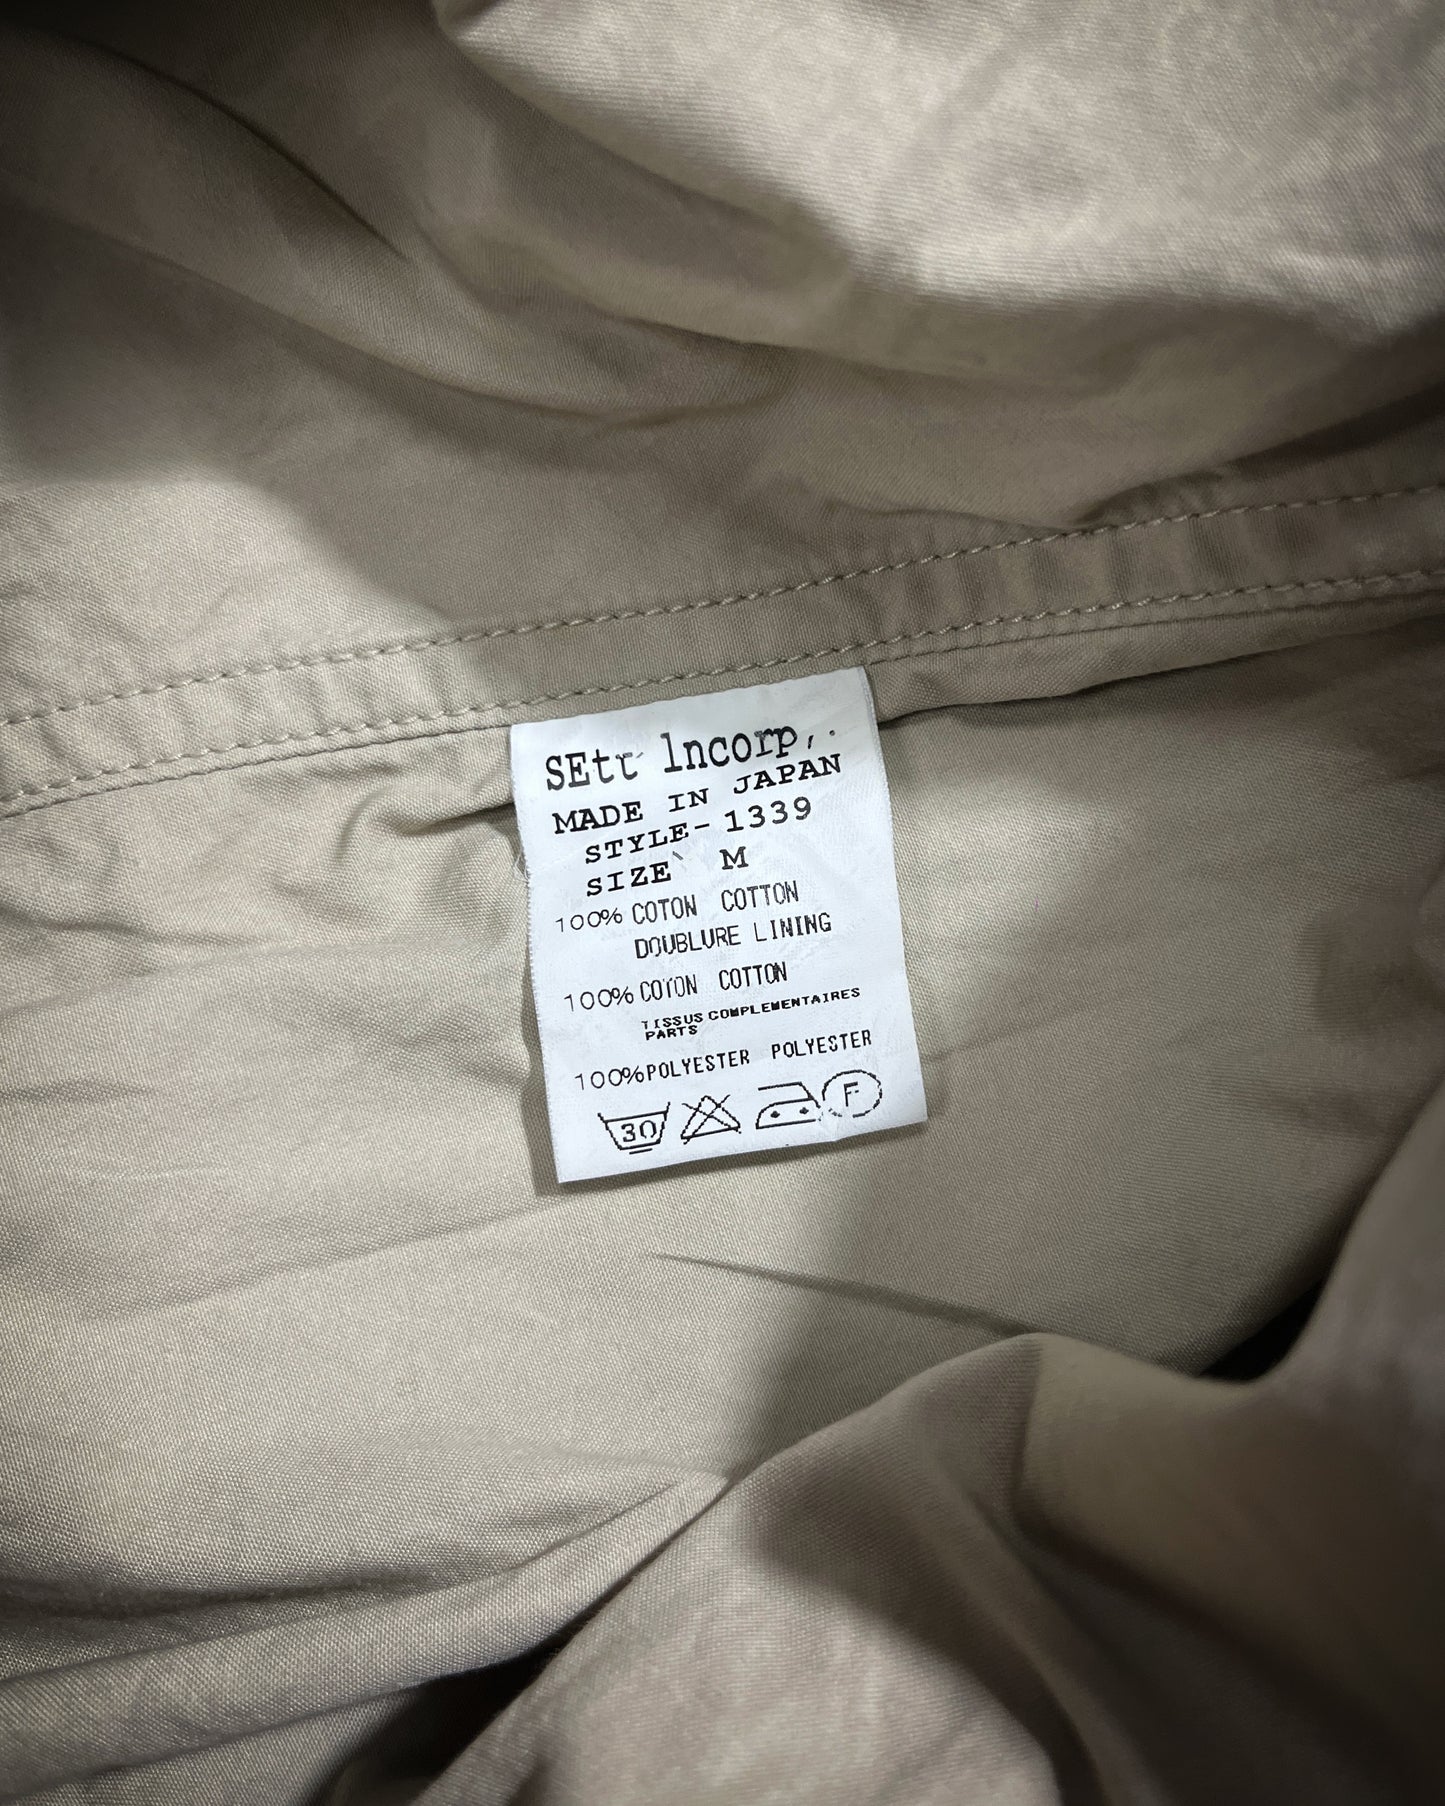 SEtt lncorp,.
MADE IN JAPAN
STYLE-1339
SIZE M
100% COTON COTTON
DOUBLURE LINING
100% COTON COTTON
TISSUS COMPLEMENTAIRES
PARTS
100%POLYESTER POLYESTER
30 F